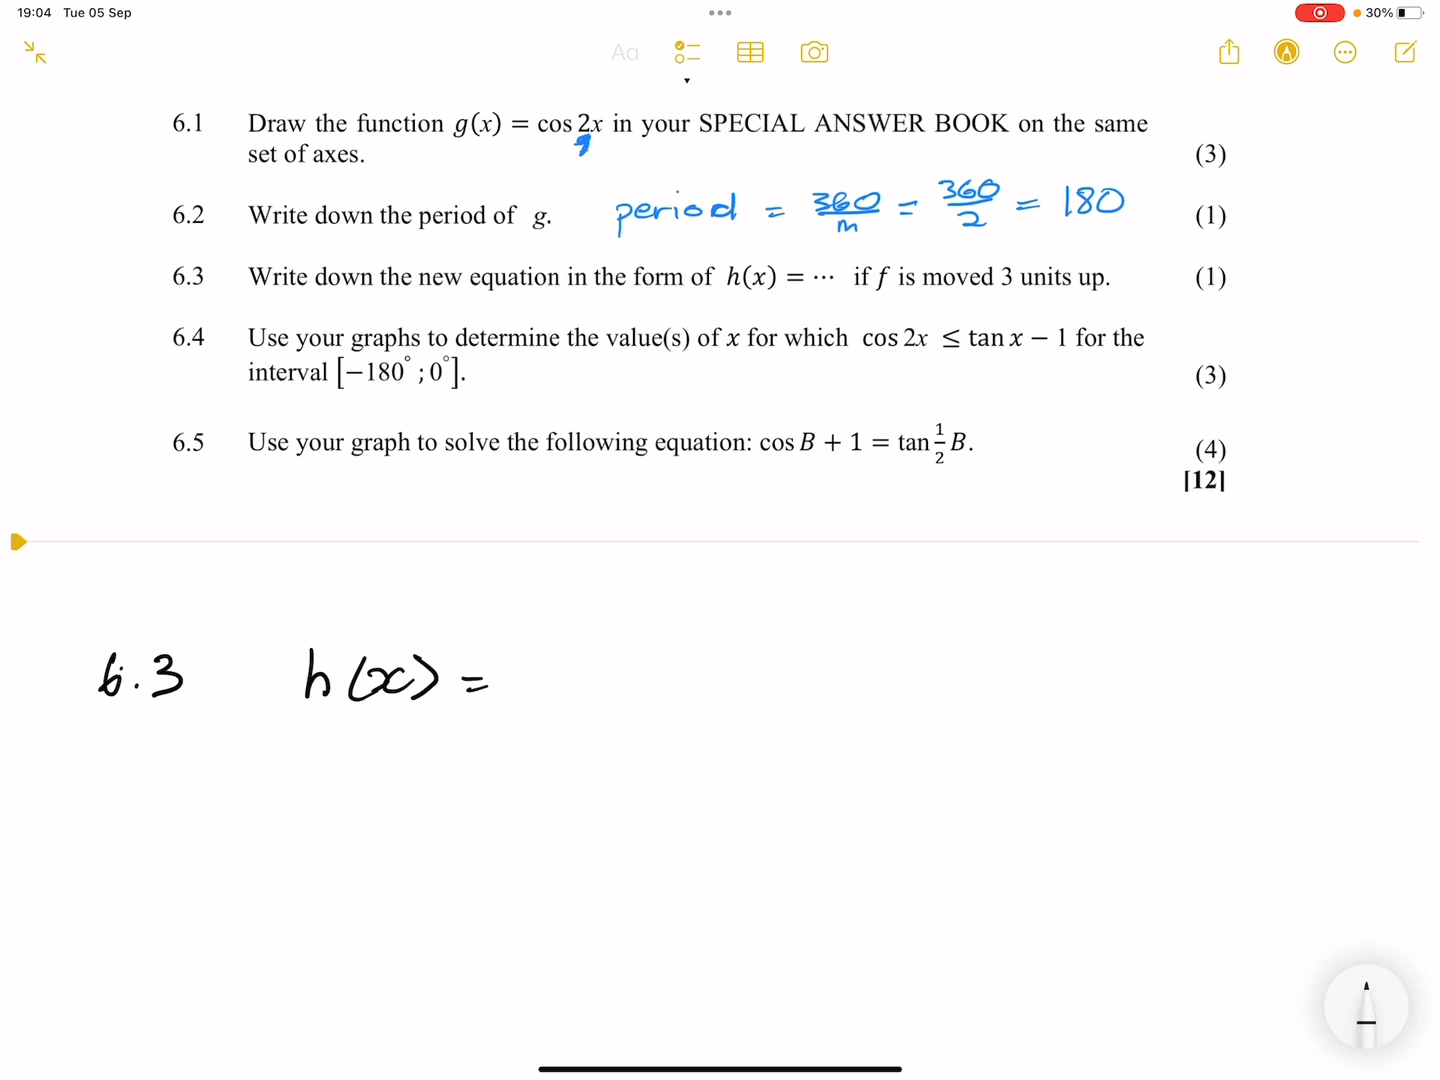 19:04 Tue 05 Sep
30%
Aa
6.1 Draw the function g(x) = cos 2x in your SPECIAL ANSWER BOOK on the same
set of axes. (3)
6.2 Write down the period of g. period = 360/m = 360/2 = 180 (1)
6.3 Write down the new equation in the form of h(x) = ⋯ if f is moved 3 units up. (1)
6.4 Use your graphs to determine the value(s) of x for which cos 2x ≤ tan x − 1 for the
interval [−180° ; 0°]. (3)
6.5 Use your graph to solve the following equation: cos B + 1 = tan 1/2 B. (4)
[12]
6.3 h(x) =